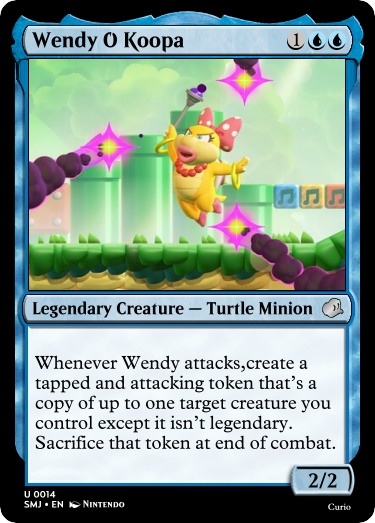 Wendy O Koopa 1
Legendary Creature — Turtle Minion
Whenever Wendy attacks,create a
tapped and attacking token that's a
copy of up to one target creature you
control except it isn't legendary.
Sacrifice that token at end of combat.
2/2
U 0014
SMJ • EN Nintendo
Curio